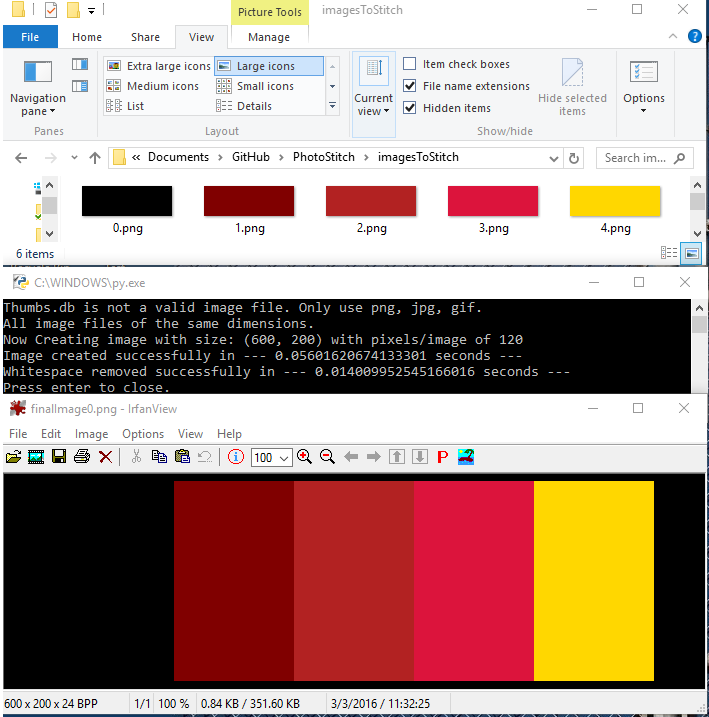 Picture Tools imagesToStitch
File Home Share View Manage
Extra large icons Large icons
Medium icons Small icons
List Details
Navigation pane
Current view
Item check boxes
File name extensions
Hidden items
Hide selected items
Options
Panes Layout Show/hide
« Documents GitHub PhotoStitch imagesToStitch Search im...
0.png 1.png 2.png 3.png 4.png
6 items
C:\WINDOWS\py.exe
Thumbs.db is not a valid image file. Only use png, jpg, gif.
All image files of the same dimensions.
Now Creating image with size: (600, 200) with pixels/image of 120
Image created successfully in --- 0.05601620674133301 seconds ---
Whitespace removed successfully in --- 0.014009952545166016 seconds ---
Press enter to close.
finalImage0.png - IrfanView
File Edit Image Options View Help
100
600 x 200 x 24 BPP 1/1 100 % 0.84 KB / 351.60 KB 3/3/2016 / 11:32:25